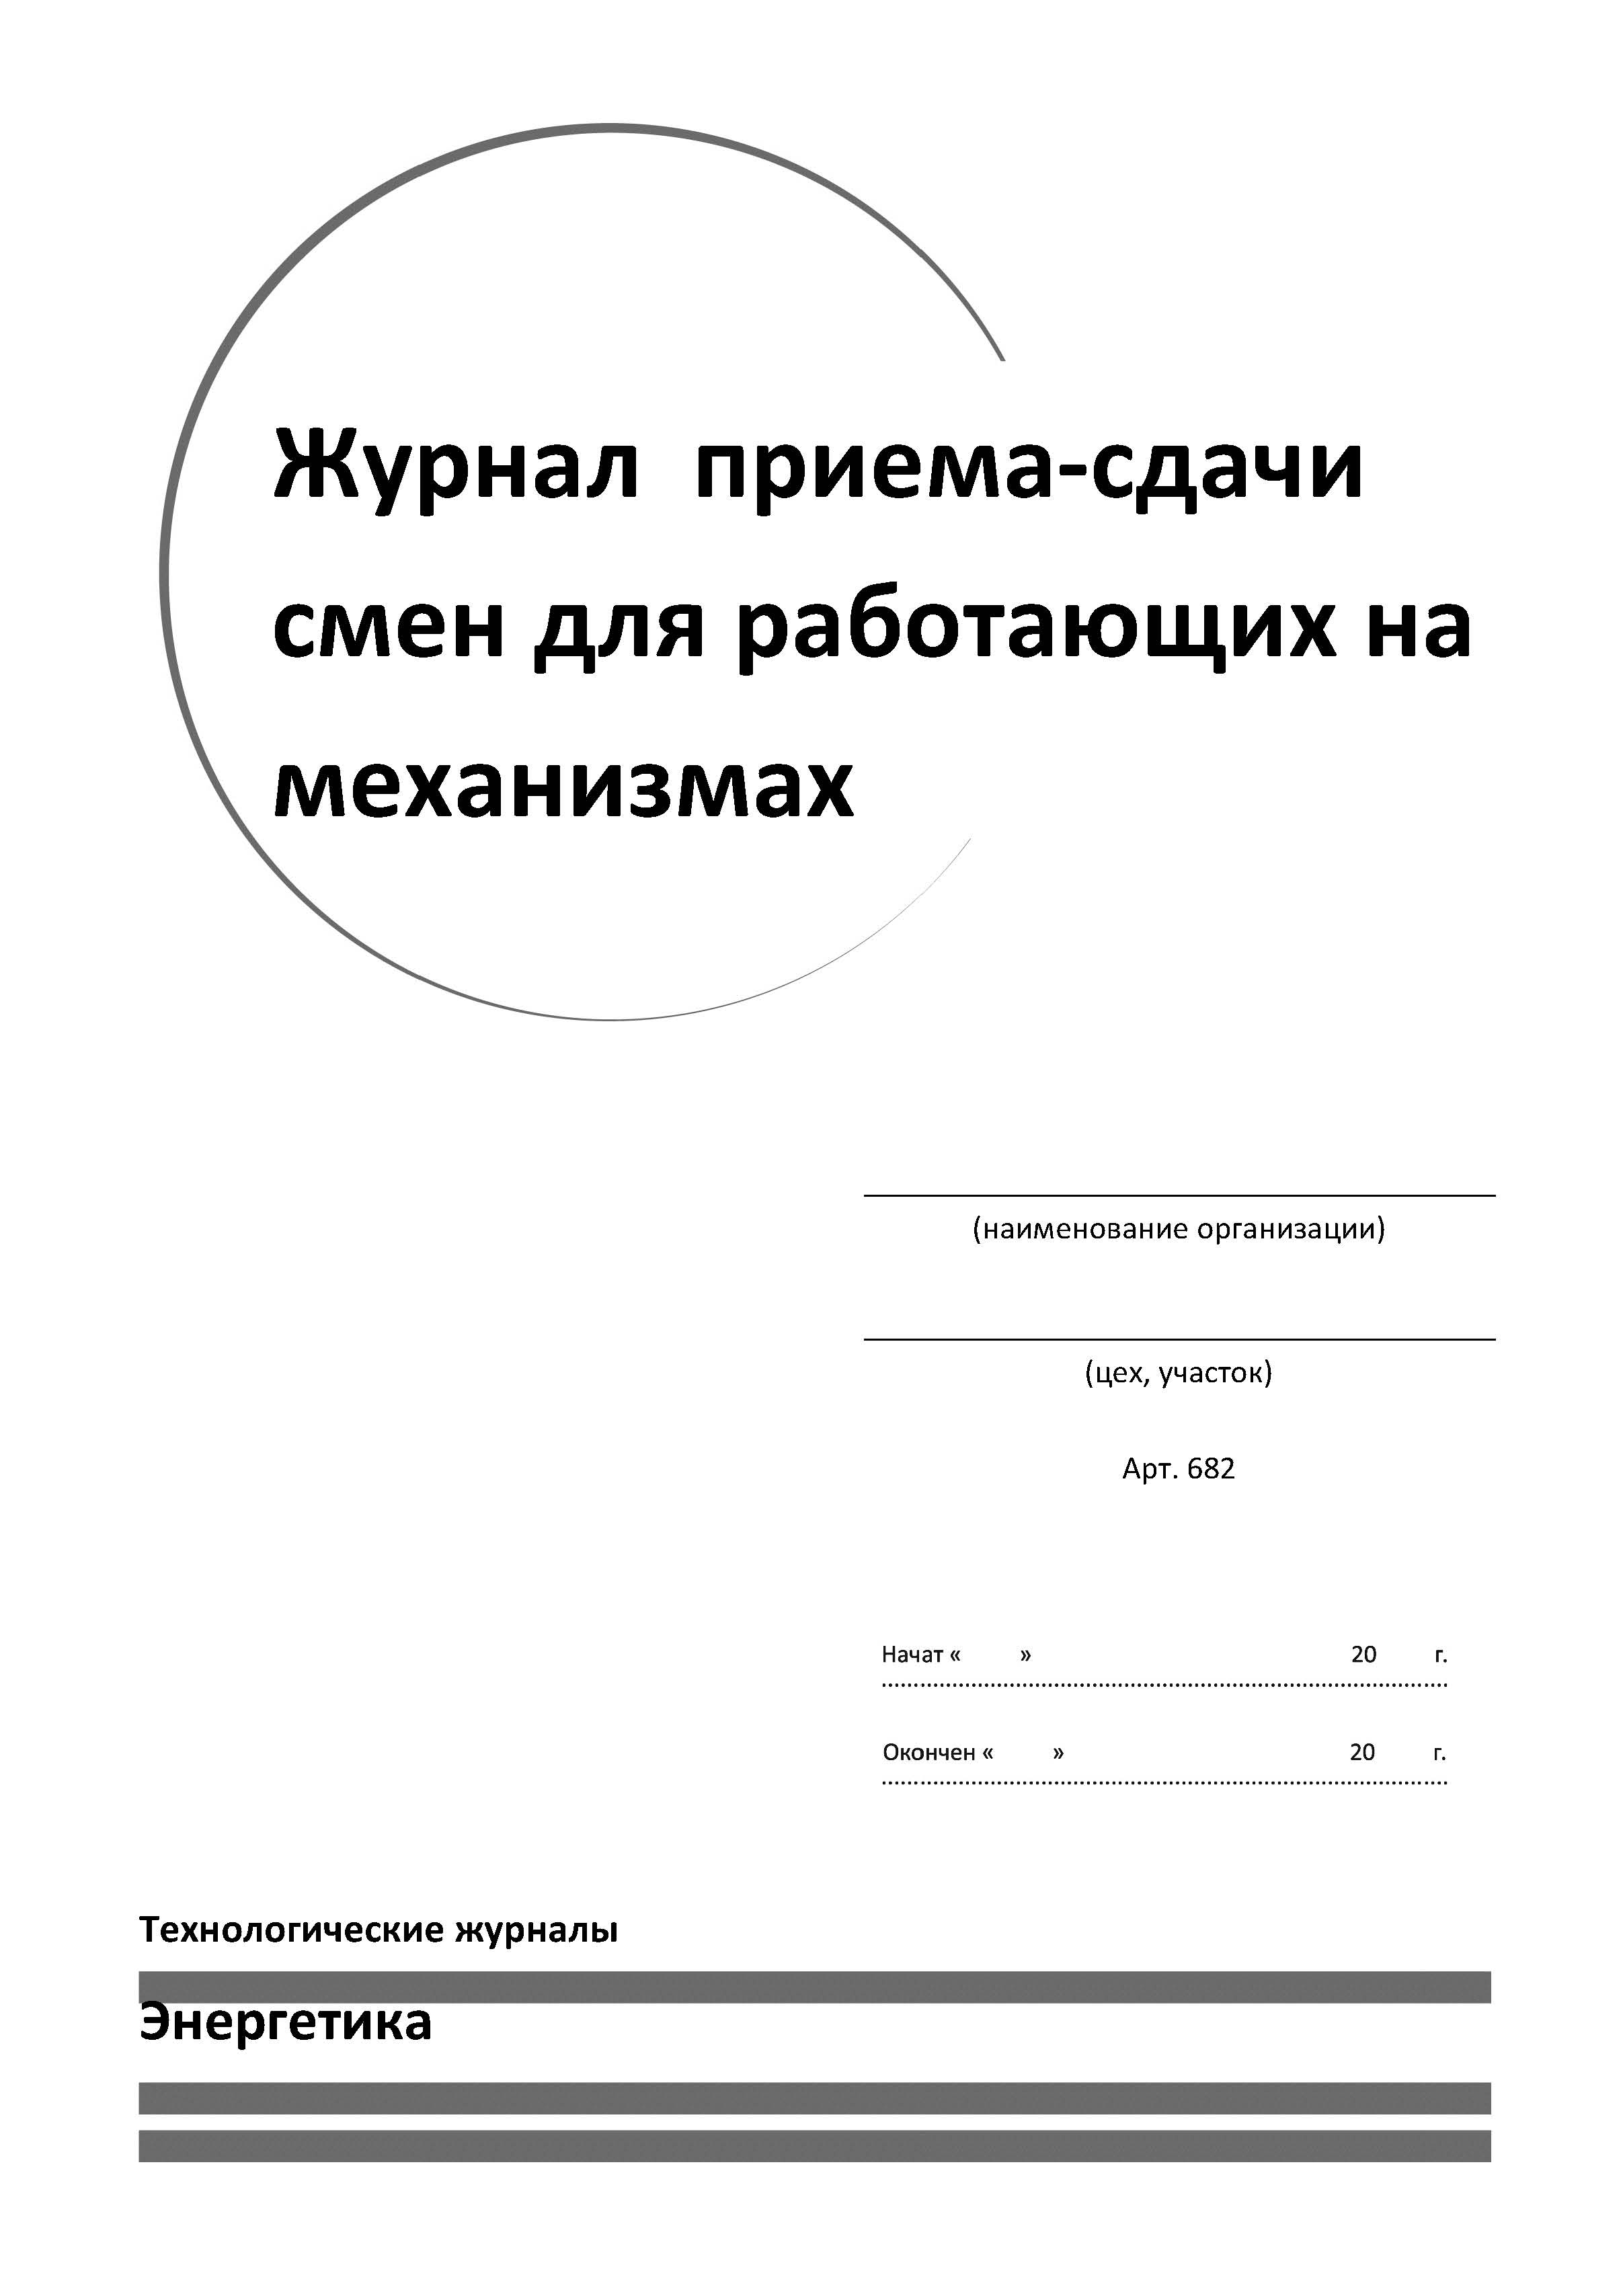 Журнал приема-сдачи
смен для работающих на
механизмах
(наименование организации)
(цех, участок)
Арт. 682
Начат « » 20 г.
Окончен « » 20 г.
Технологические журналы
Энергетика